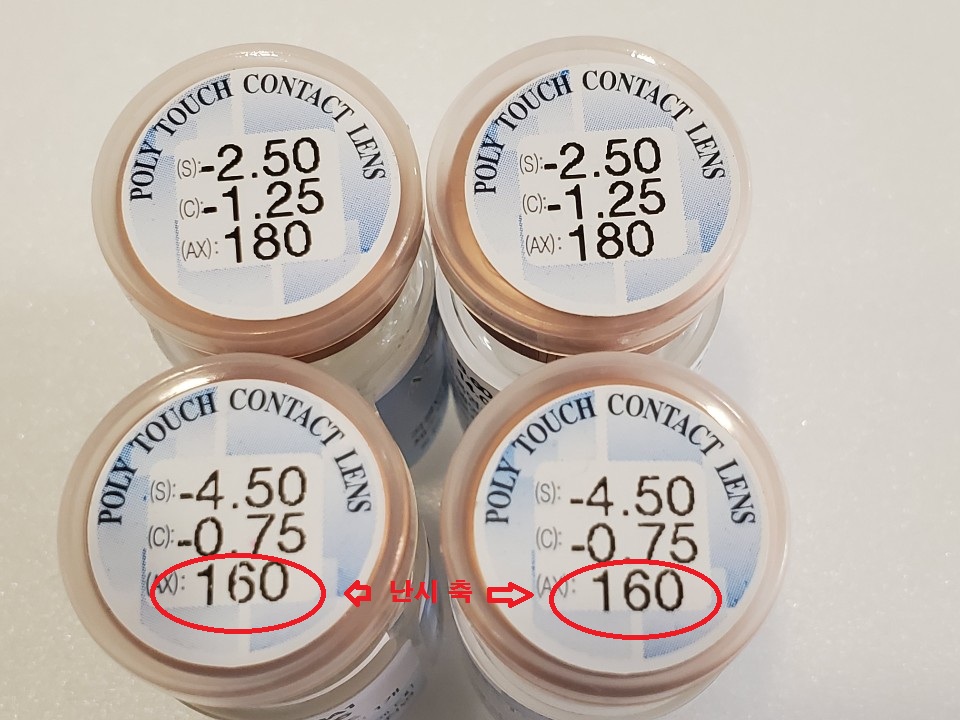 POLY TOUCH CONTACT LENS
(S):-2.50
(C):-1.25
(AX):180
POLY TOUCH CONTACT LENS
(S):-2.50
(C):-1.25
(AX):180
POLY TOUCH CONTACT LENS
(S):-4.50
(C):-0.75
(AX):160
POLY TOUCH CONTACT LENS
(S):-4.50
(C):-0.75
(AX):160
난시 축